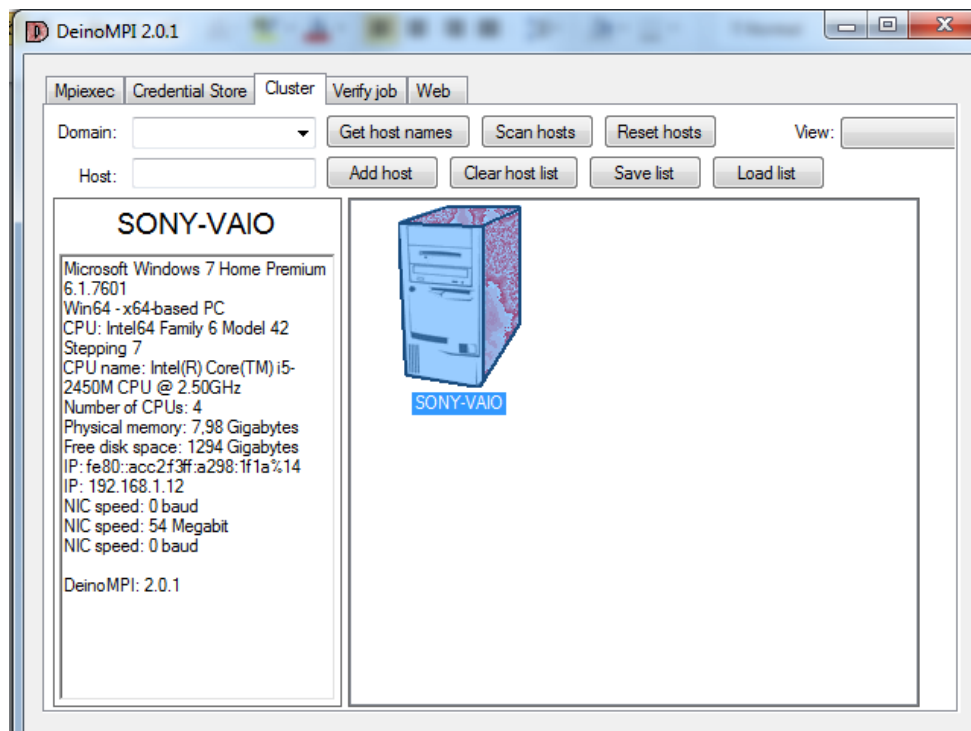 DeinoMPI 2.0.1
Mpiexec Credential Store Cluster Verify job Web
Domain: Get host names Scan hosts Reset hosts View:
Host: Add host Clear host list Save list Load list
SONY-VAIO
Microsoft Windows 7 Home Premium
6.1.7601
Win64 - x64-based PC
CPU: Intel64 Family 6 Model 42
Stepping 7
CPU name: Intel(R) Core(TM) i5-
2450M CPU @ 2.50GHz
Number of CPUs: 4
Physical memory: 7,98 Gigabytes
Free disk space: 1294 Gigabytes
IP: fe80::acc2:f3ff:a298:1f1a%14
IP: 192.168.1.12
NIC speed: 0 baud
NIC speed: 54 Megabit
NIC speed: 0 baud
DeinoMPI: 2.0.1
SONY-VAIO